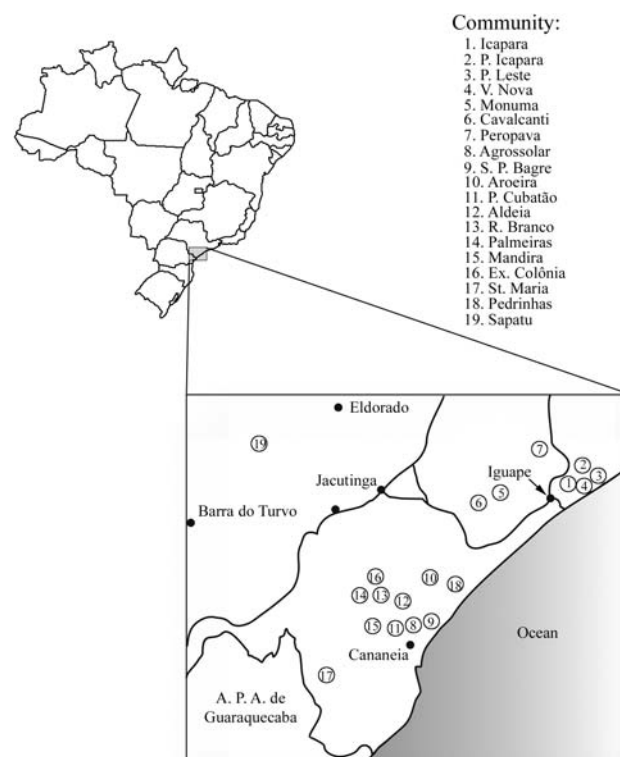 Community:
1. Icapara
2. P. Icapara
3. P. Leste
4. V. Nova
5. Monuma
6. Cavalcanti
7. Peropava
8. Agrossolar
9. S. P. Bagre
10. Aroeira
11. P. Cubatão
12. Aldeia
13. R. Branco
14. Palmeiras
15. Mandira
16. Ex. Colônia
17. St. Maria
18. Pedrinhas
19. Sapatu
Eldorado
19
7
2
Iguape
3
Jacutinga
1
4
5
6
Barra do Turvo
16
10
18
14
13
12
15
11
8
9
Ocean
Cananeia
17
A. P. A. de
Guaraquecaba